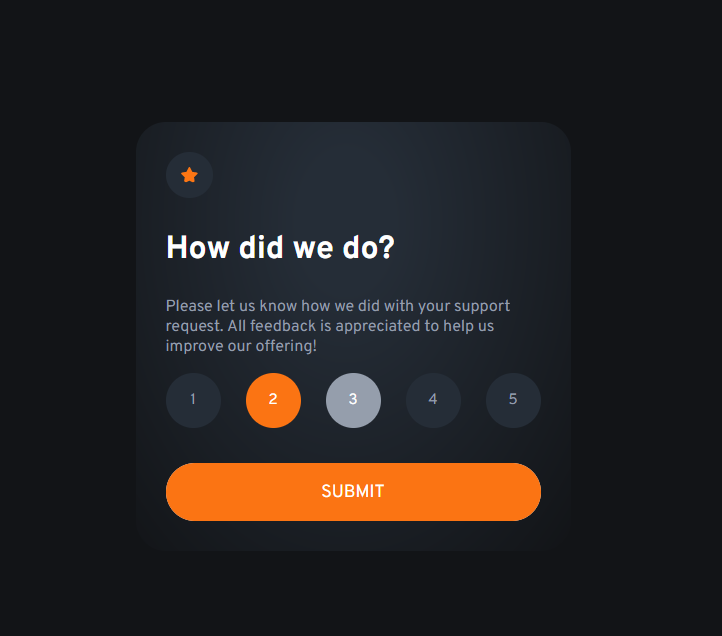 How did we do?
Please let us know how we did with your support
request. All feedback is appreciated to help us
improve our offering!
1 2 3 4 5
SUBMIT